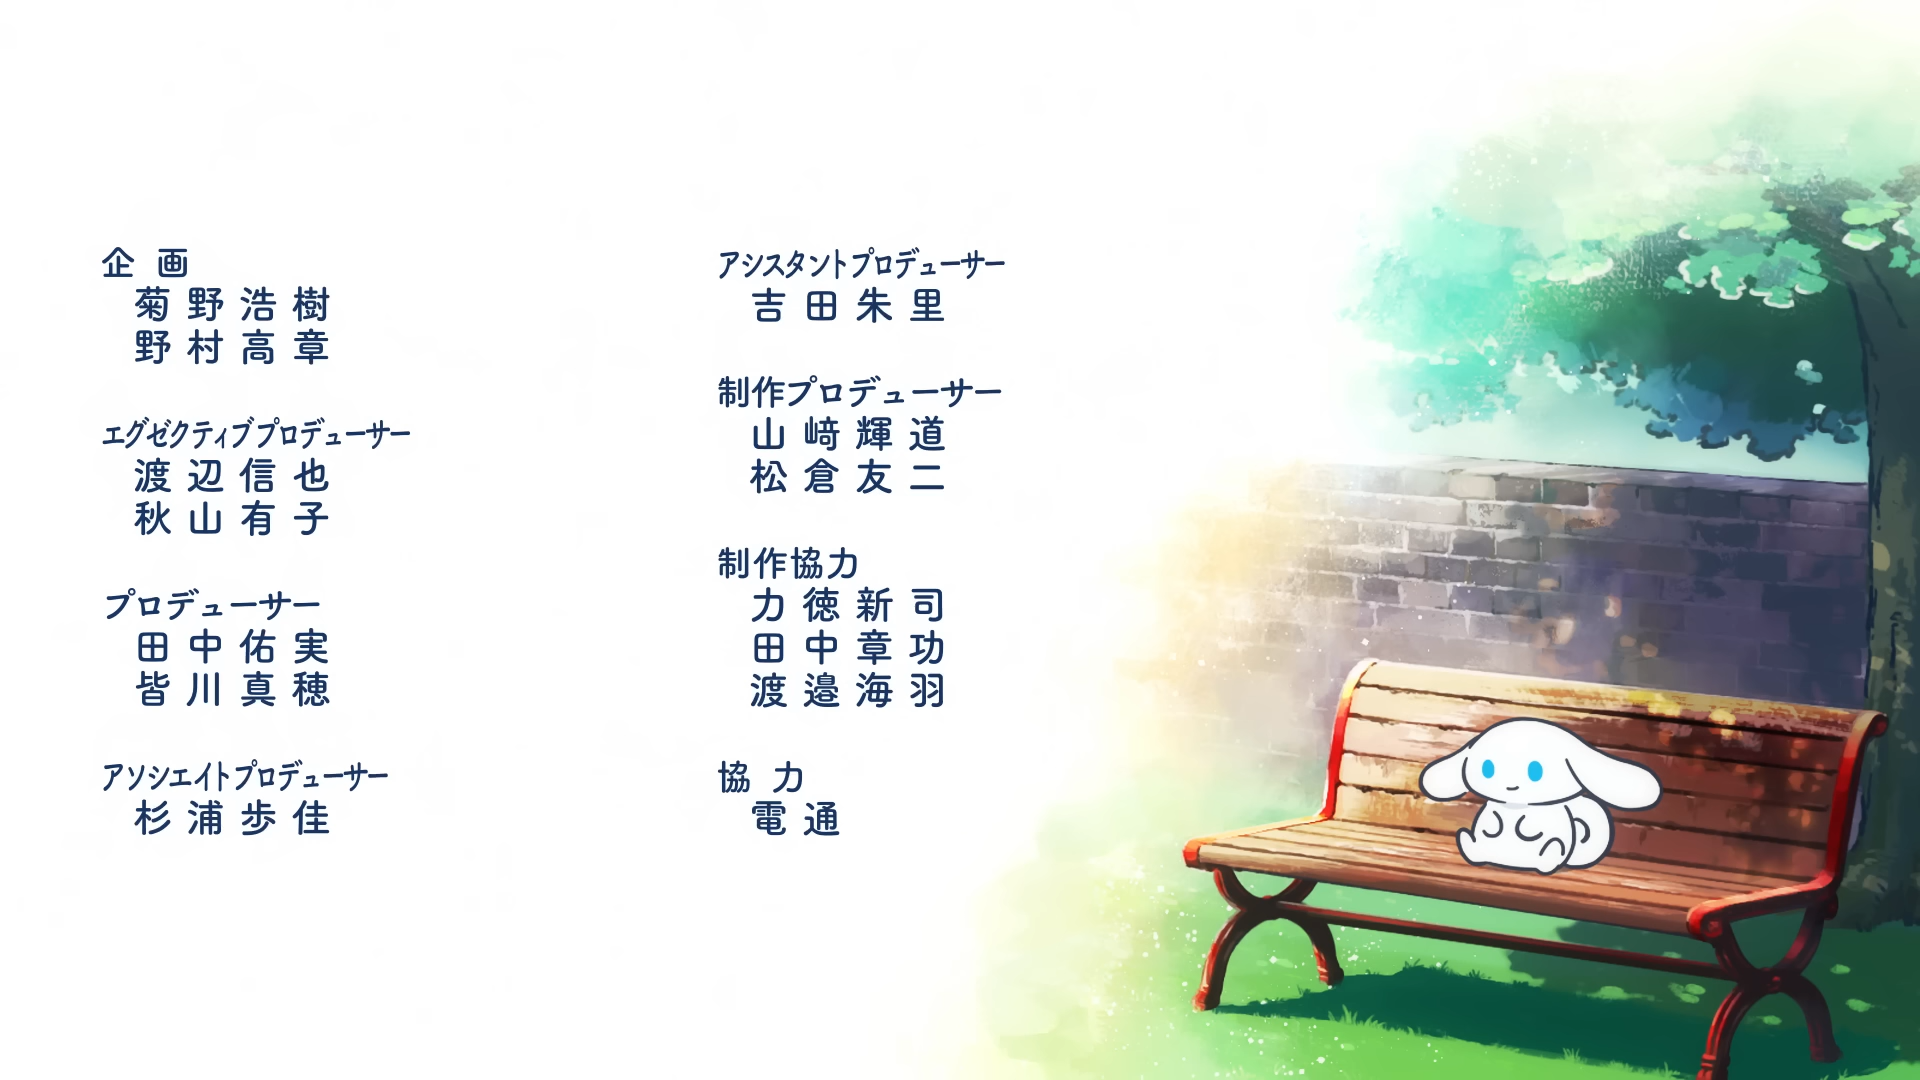 企画
菊野浩樹
野村高章
エグゼクティブプロデューサー
渡辺信也
秋山有子
プロデューサー
田中佑実
皆川真穂
アソシエイトプロデューサー
杉浦歩佳
アシスタントプロデューサー
吉田朱里
制作プロデューサー
山﨑輝道
松倉友二
制作協力
力徳新司
田中章功
渡邉海羽
協力
電通